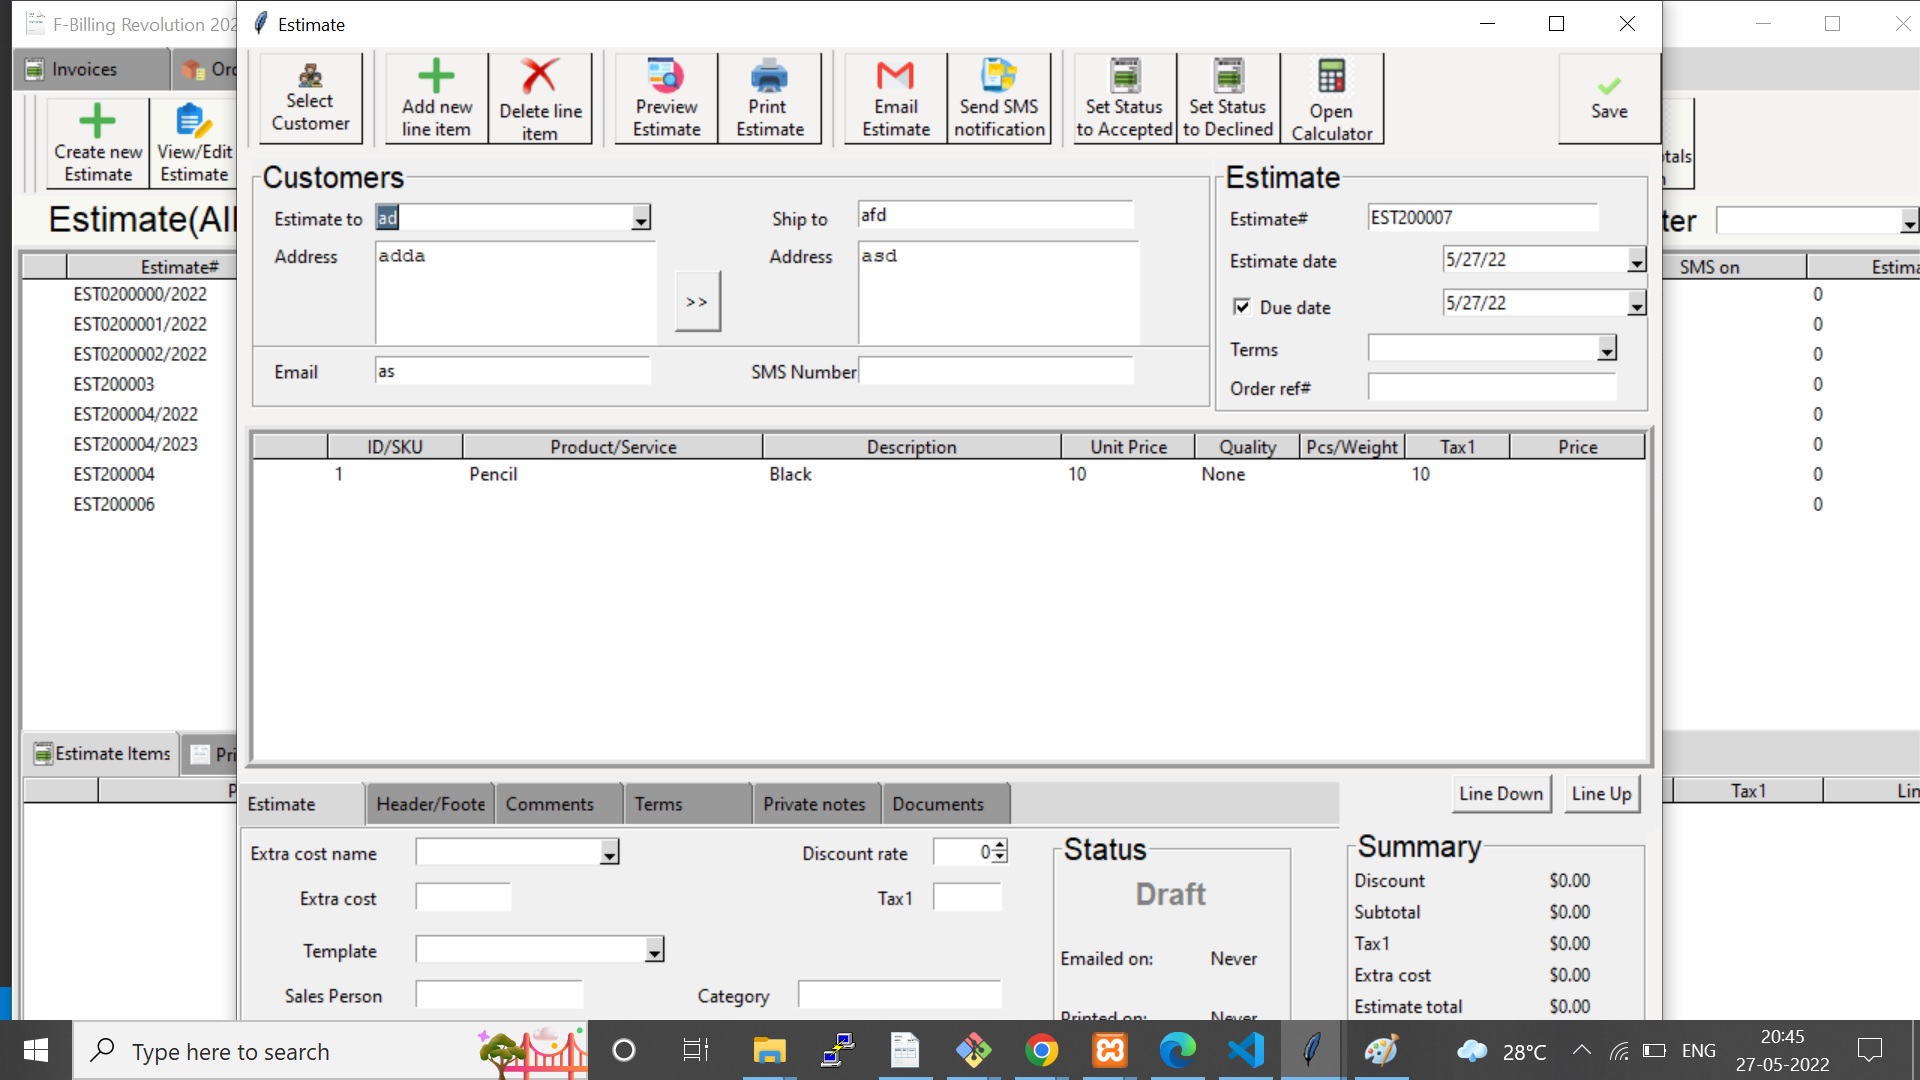 F-Billing Revolution 202
Estimate
Invoices
Ord
Select Customer
Add new line item
Delete line item
Preview Estimate
Print Estimate
Email Estimate
Send SMS notification
Set Status to Accepted
Set Status to Declined
Open Calculator
Save
Create new Estimate
View/Edit Estimate
Estimate(All
Customers
Estimate to ad
Ship to afd
Address adda
Address asd
>>
Email as
SMS Number
Estimate
Estimate# EST200007
Estimate date 5/27/22
Due date 5/27/22
Terms
Order ref#
Estimate#
EST0200000/2022
EST0200001/2022
EST0200002/2022
EST200003
EST200004/2022
EST200004/2023
EST200004
EST200006
tals
ter
SMS on Estima
0
0
0
0
0
0
0
0
ID/SKU Product/Service Description Unit Price Quality Pcs/Weight Tax1 Price
1 Pencil Black 10 None 10
Estimate Items
Pri
P
Estimate Header/Foote Comments Terms Private notes Documents
Line Down Line Up
Tax1 Lin
Extra cost name
Discount rate 0
Extra cost
Tax1
Template
Sales Person
Category
Status
Draft
Emailed on: Never
Printed on: Never
Summary
Discount $0.00
Subtotal $0.00
Tax1 $0.00
Extra cost $0.00
Estimate total $0.00
Type here to search
28°C
ENG
20:45
27-05-2022